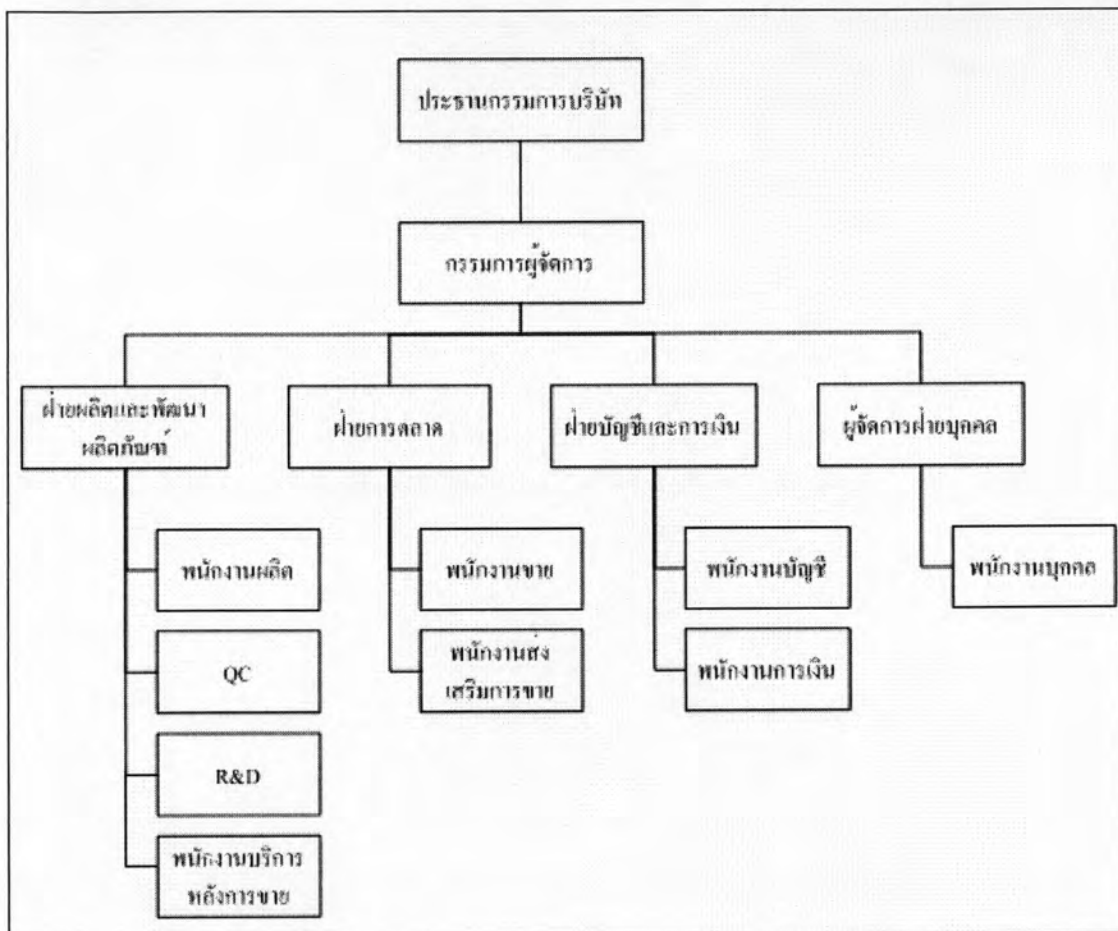 ประธานกรรมการบริษัท
กรรมการผู้จัดการ
ฝ่ายผลิตและพัฒนา
ผลิตภัณฑ์
ฝ่ายการตลาด
ฝ่ายบัญชีและการเงิน
ผู้จัดการฝ่ายบุคคล
พนักงานผลิต
พนักงานขาย
พนักงานบัญชี
พนักงานบุคคล
QC
พนักงานส่ง
เสริมการขาย
พนักงานการเงิน
R&D
พนักงานบริการ
หลังการขาย